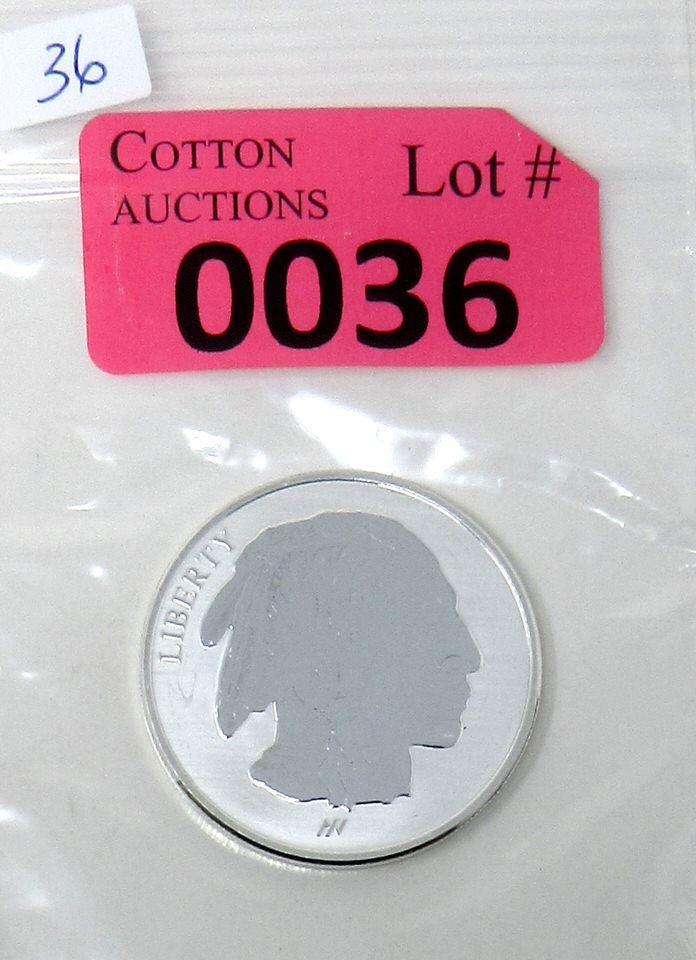 36
COTTON
AUCTIONS
Lot #
0036
LIBERTY